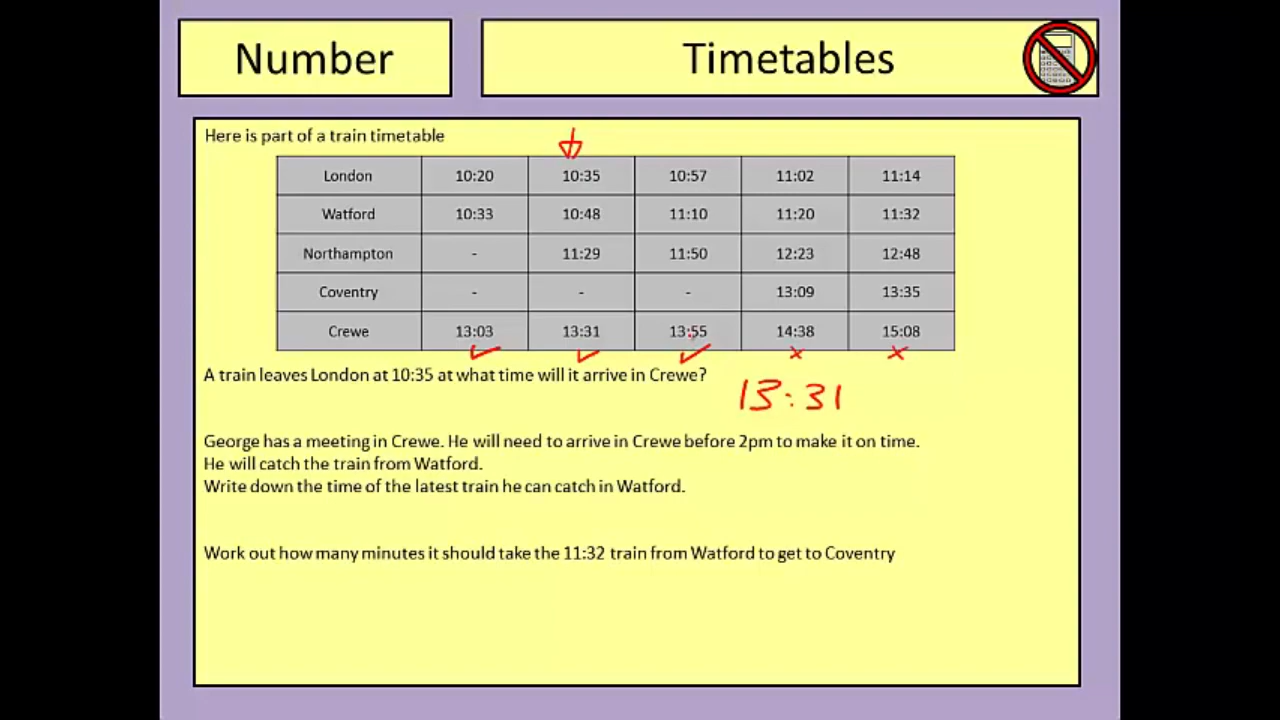 Number
Timetables
Here is part of a train timetable
London 10:20 10:35 10:57 11:02 11:14
Watford 10:33 10:48 11:10 11:20 11:32
Northampton - 11:29 11:50 12:23 12:48
Coventry - - - 13:09 13:35
Crewe 13:03 13:31 13:55 14:38 15:08
A train leaves London at 10:35 at what time will it arrive in Crewe?
13:31
George has a meeting in Crewe. He will need to arrive in Crewe before 2pm to make it on time.
He will catch the train from Watford.
Write down the time of the latest train he can catch in Watford.
Work out how many minutes it should take the 11:32 train from Watford to get to Coventry